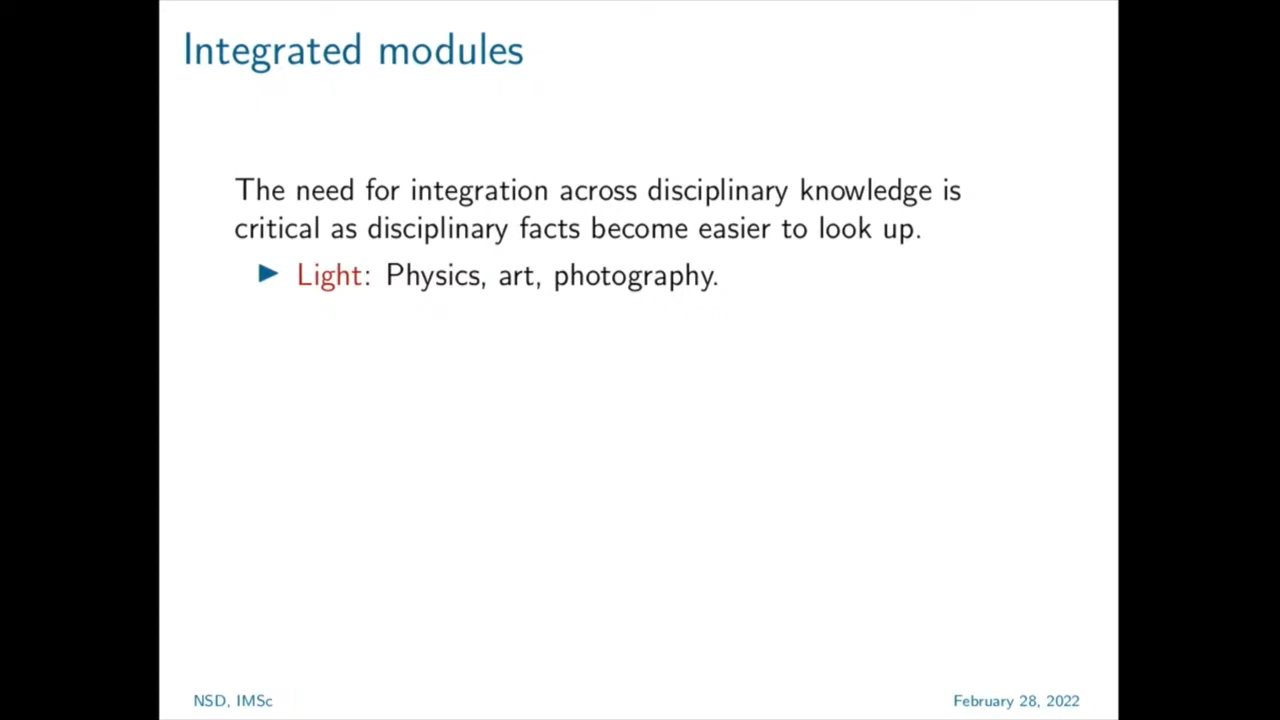 Integrated modules
The need for integration across disciplinary knowledge is
critical as disciplinary facts become easier to look up.
▶ Light: Physics, art, photography.
NSD, IMSc
February 28, 2022